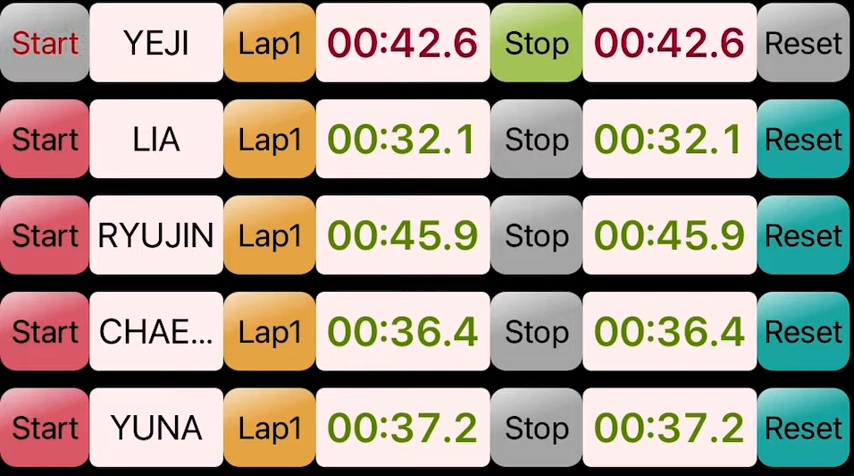 Start YEJI Lap1 00:42.6 Stop 00:42.6 Reset
Start LIA Lap1 00:32.1 Stop 00:32.1 Reset
Start RYUJIN Lap1 00:45.9 Stop 00:45.9 Reset
Start CHAE... Lap1 00:36.4 Stop 00:36.4 Reset
Start YUNA Lap1 00:37.2 Stop 00:37.2 Reset